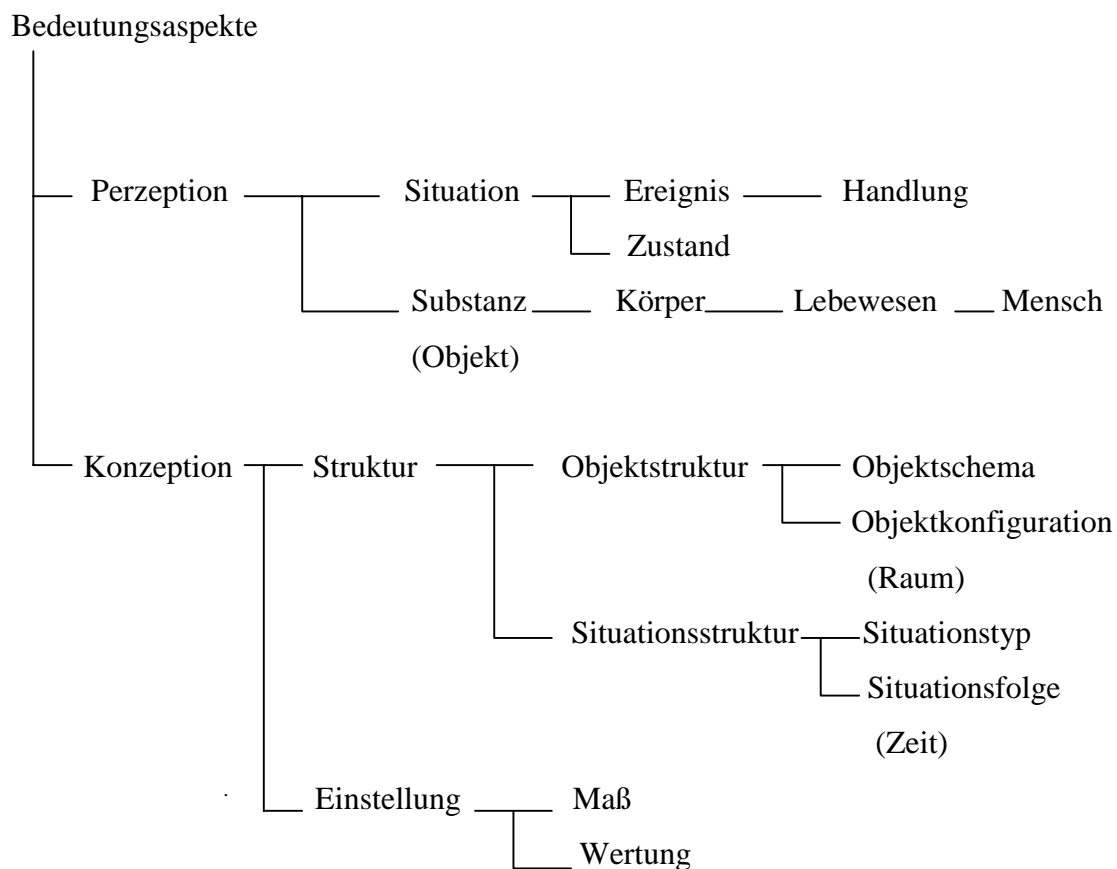 Bedeutungsaspekte
Perzeption Situation Ereignis Handlung
Zustand
Substanz Körper Lebewesen Mensch
(Objekt)
Konzeption Struktur Objektstruktur Objektschema
Objektkonfiguration
(Raum)
Situationsstruktur Situationstyp
Situationsfolge
(Zeit)
Einstellung Maß
Wertung